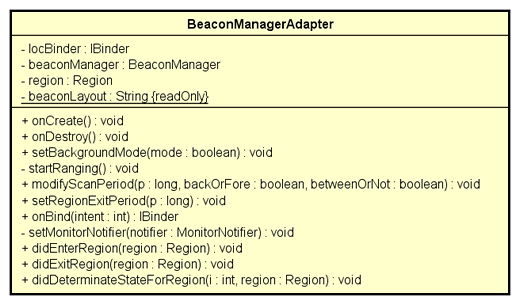 BeaconManagerAdapter
- locBinder : IBinder
- beaconManager : BeaconManager
- region : Region
- beaconLayout : String {readOnly}
+ onCreate() : void
+ onDestroy() : void
+ setBackgroundMode(mode : boolean) : void
- startRanging() : void
+ modifyScanPeriod(p : long, backOrFore : boolean, betweenOrNot : boolean) : void
+ setRegionExitPeriod(p : long) : void
+ onBind(intent : int) : IBinder
- setMonitorNotifier(notifier : MonitorNotifier) : void
+ didEnterRegion(region : Region) : void
+ didExitRegion(region : Region) : void
+ didDeterminateStateForRegion(i : int, region : Region) : void